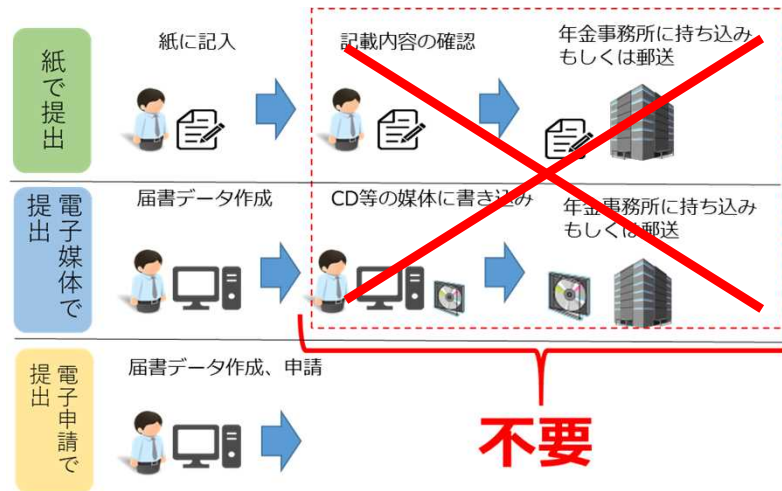 紙で提出
紙に記入
記載内容の確認
年金事務所に持ち込み
もしくは郵送
電子媒体で
提出
届書データ作成
CD等の媒体に書き込み
年金事務所に持ち込み
もしくは郵送
電子申請で
提出
届書データ作成、申請
不要